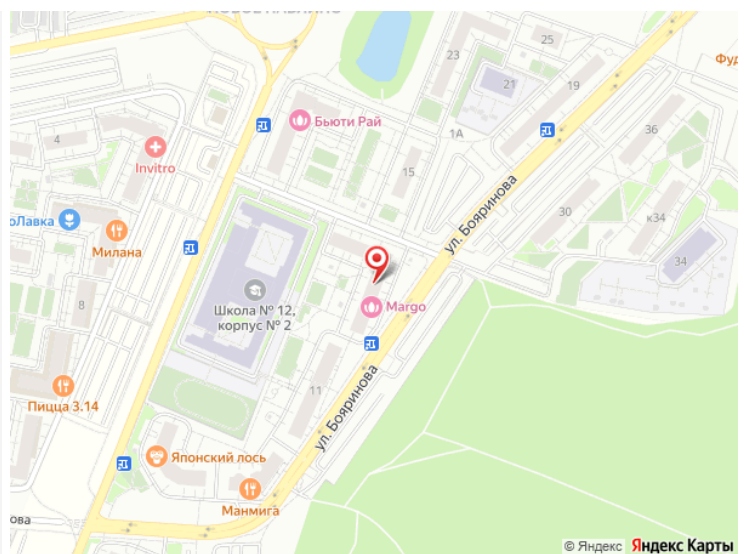 25
23
Фуд
21
19
4
Бьюти Рай
1А
36
Invitro
15
ул. Бояринова
30
к34
оЛавка
Милана
34
Школа № 12,
корпус № 2
8
Margo
11
Пицца 3.14
ул. Бояринова
Японский лось
Манмига
ова
© Яндекс Яндекс Карты